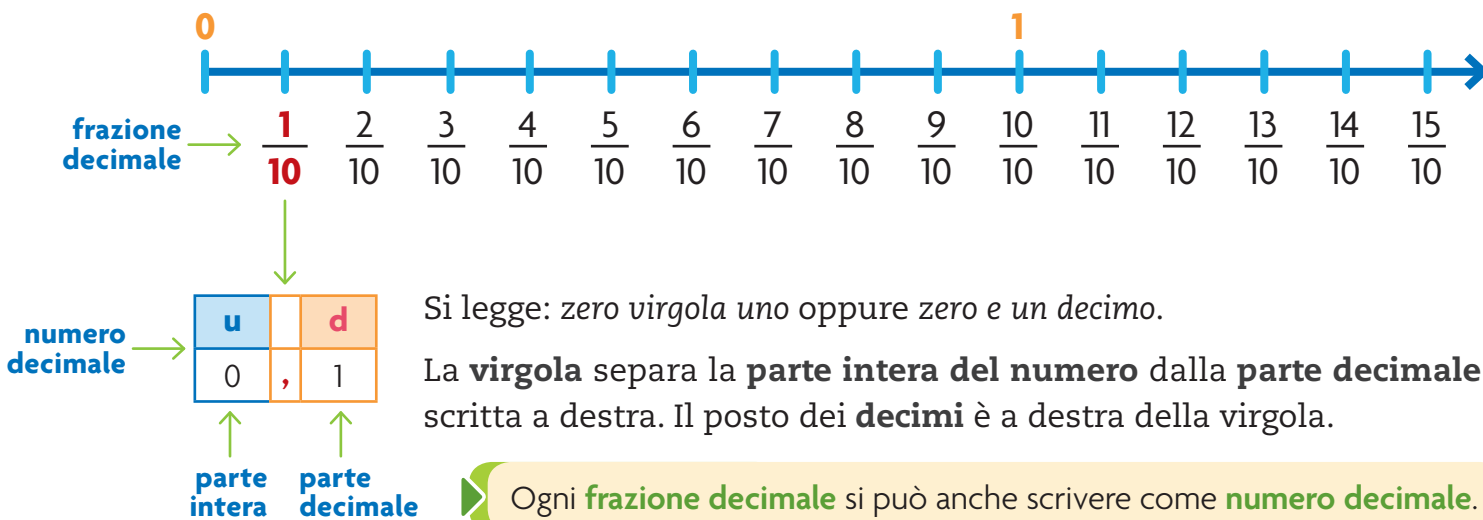 0 1
frazione
decimale
1/10 2/10 3/10 4/10 5/10 6/10 7/10 8/10 9/10 10/10 11/10 12/10 13/10 14/10 15/10
numero
decimale
u d
0 , 1
parte
intera
parte
decimale
Si legge: zero virgola uno oppure zero e un decimo.
La virgola separa la parte intera del numero dalla parte decimale
scritta a destra. Il posto dei decimi è a destra della virgola.
Ogni frazione decimale si può anche scrivere come numero decimale.